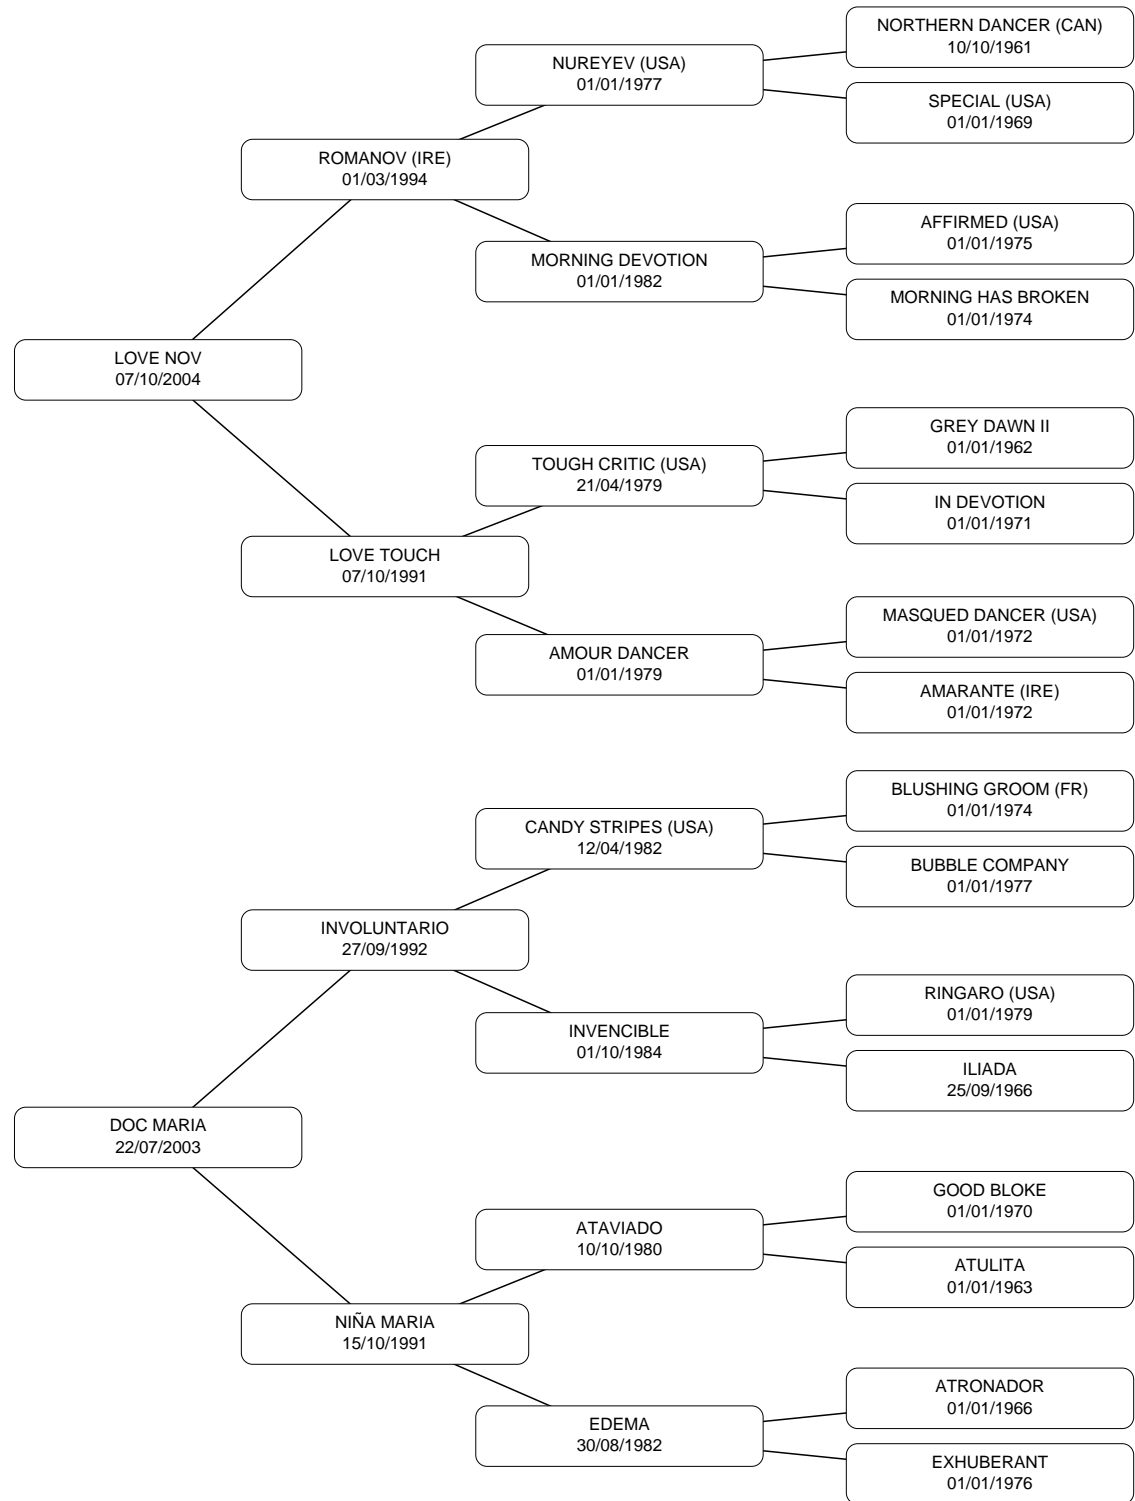 NORTHERN DANCER (CAN)
10/10/1961
NUREYEV (USA)
01/01/1977
SPECIAL (USA)
01/01/1969
ROMANOV (IRE)
01/03/1994
AFFIRMED (USA)
01/01/1975
MORNING DEVOTION
01/01/1982
MORNING HAS BROKEN
01/01/1974
LOVE NOV
07/10/2004
GREY DAWN II
01/01/1962
TOUGH CRITIC (USA)
21/04/1979
IN DEVOTION
01/01/1971
LOVE TOUCH
07/10/1991
MASQUED DANCER (USA)
01/01/1972
AMOUR DANCER
01/01/1979
AMARANTE (IRE)
01/01/1972
BLUSHING GROOM (FR)
01/01/1974
CANDY STRIPES (USA)
12/04/1982
BUBBLE COMPANY
01/01/1977
INVOLUNTARIO
27/09/1992
RINGARO (USA)
01/01/1979
INVENCIBLE
01/10/1984
ILIADA
25/09/1966
DOC MARIA
22/07/2003
GOOD BLOKE
01/01/1970
ATAVIADO
10/10/1980
ATULITA
01/01/1963
NIÑA MARIA
15/10/1991
ATRONADOR
01/01/1966
EDEMA
30/08/1982
EXHUBERANT
01/01/1976